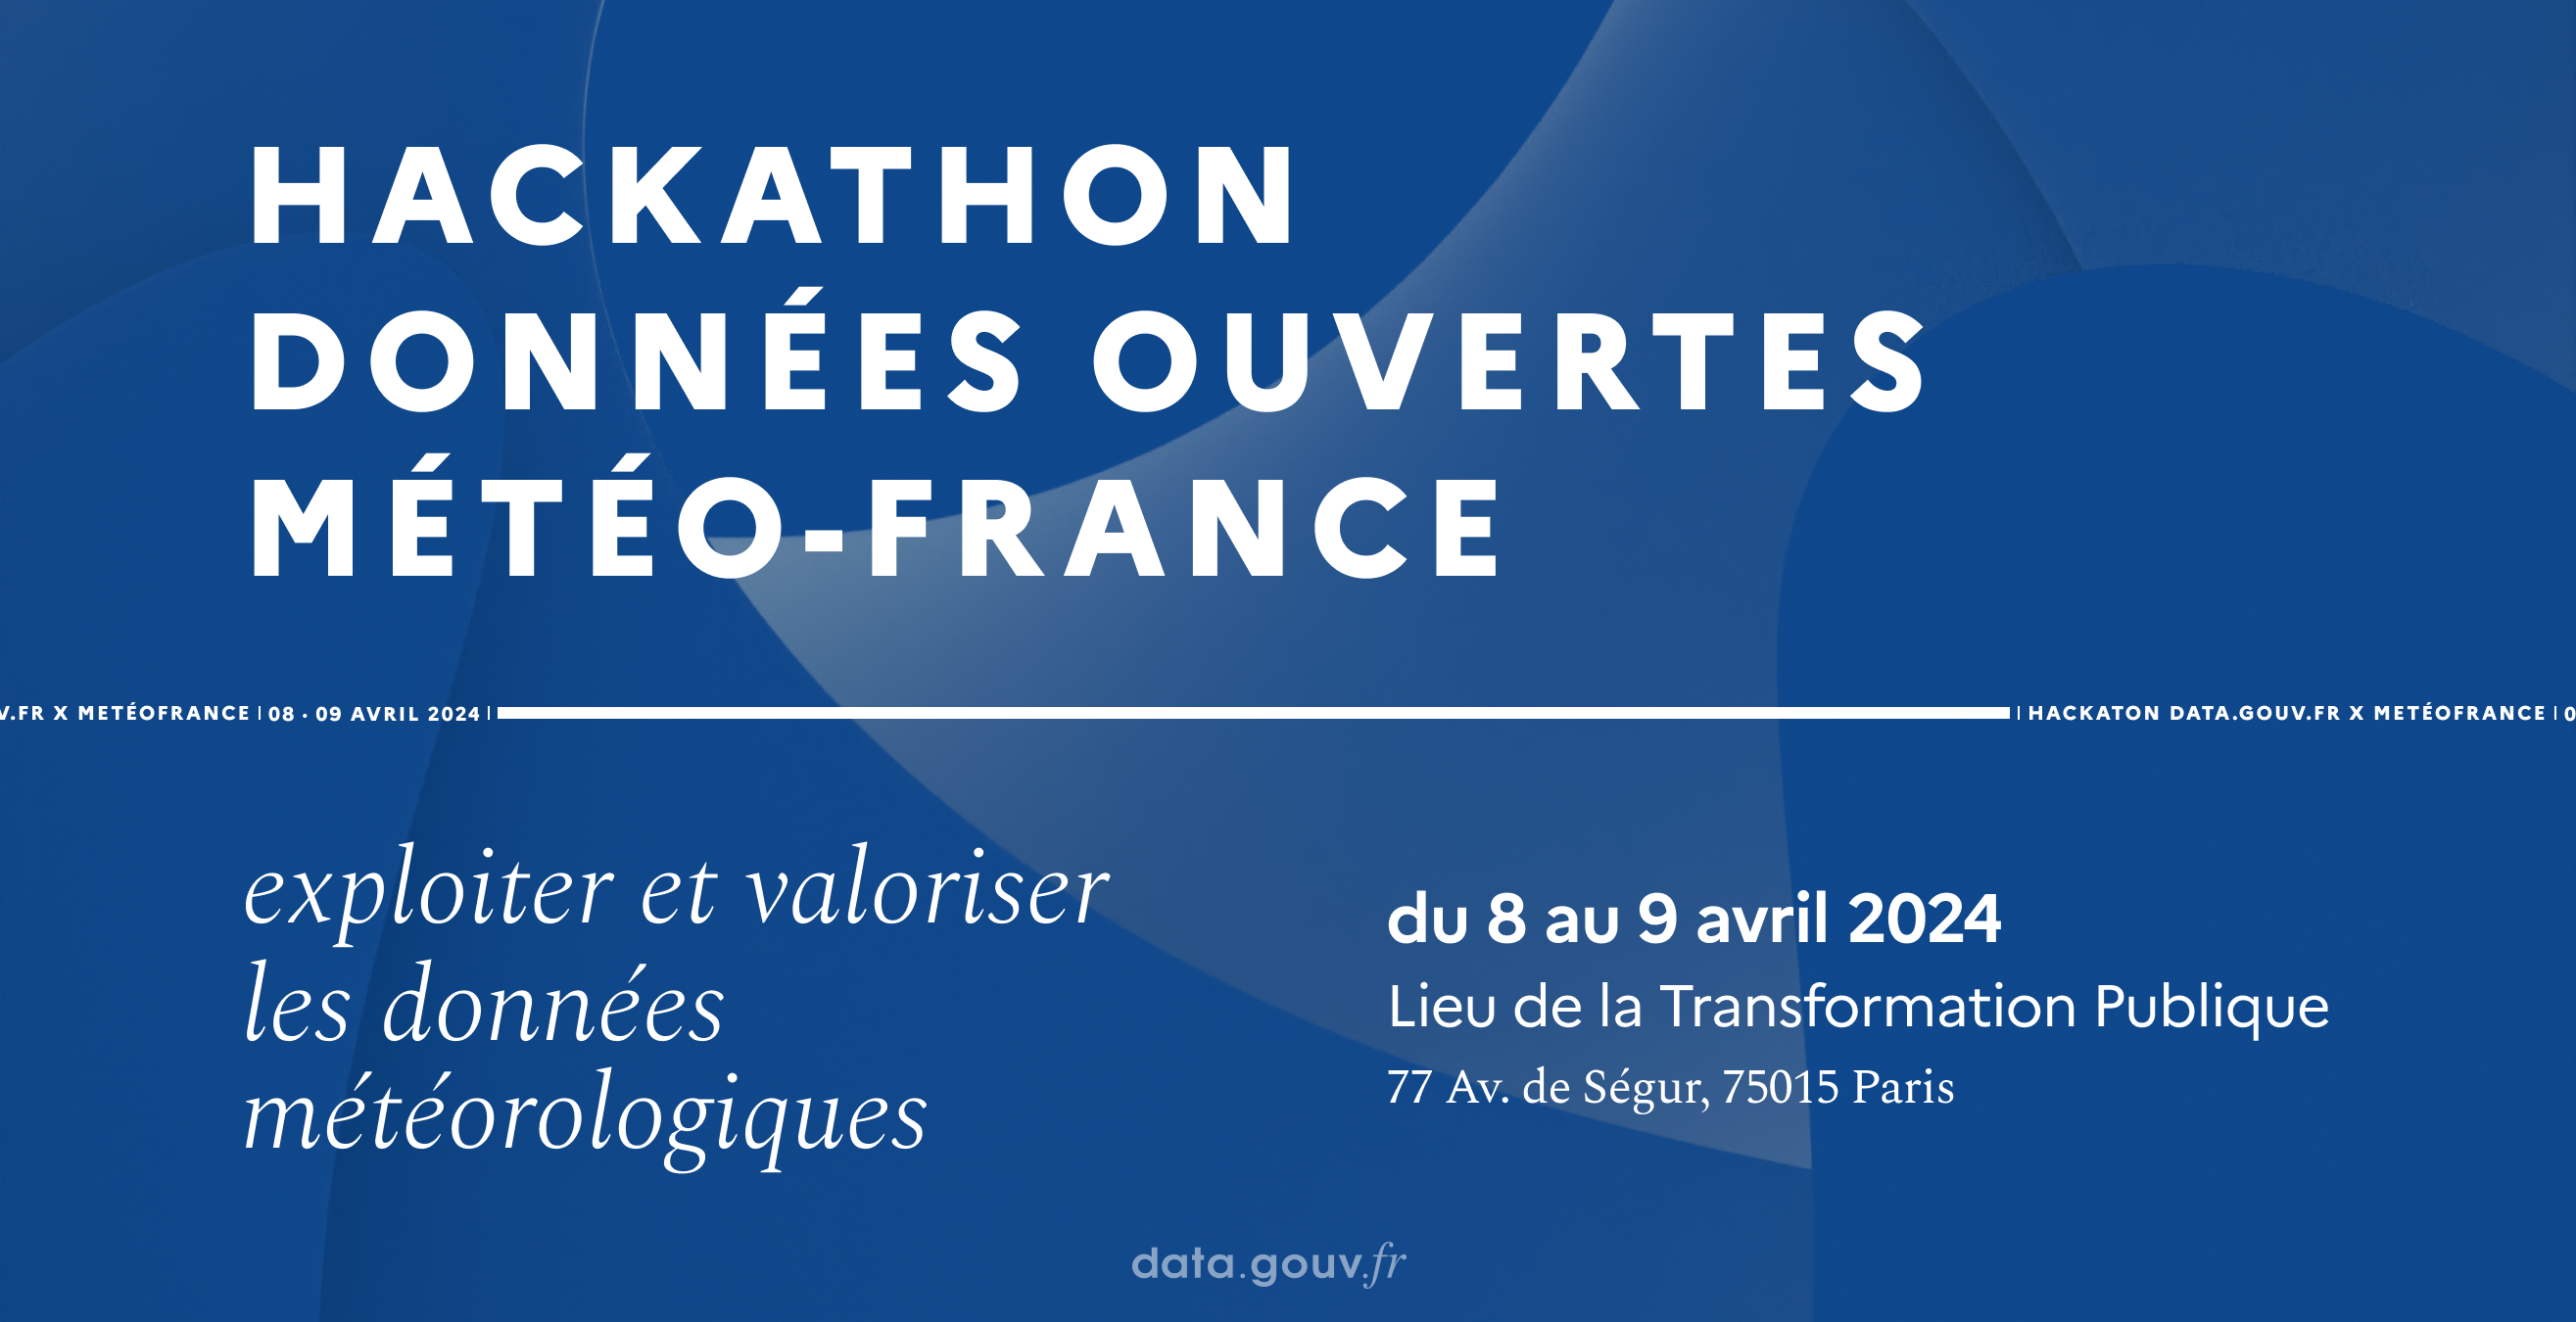 HACKATHON
DONNÉES OUVERTES
MÉTÉO-FRANCE
V.FR X METÉOFRANCE | 08 · 09 AVRIL 2024 | | HACKATON DATA.GOUV.FR X METÉOFRANCE | 0
exploiter et valoriser
les données
météorologiques
du 8 au 9 avril 2024
Lieu de la Transformation Publique
77 Av. de Ségur, 75015 Paris
data.gouv.fr